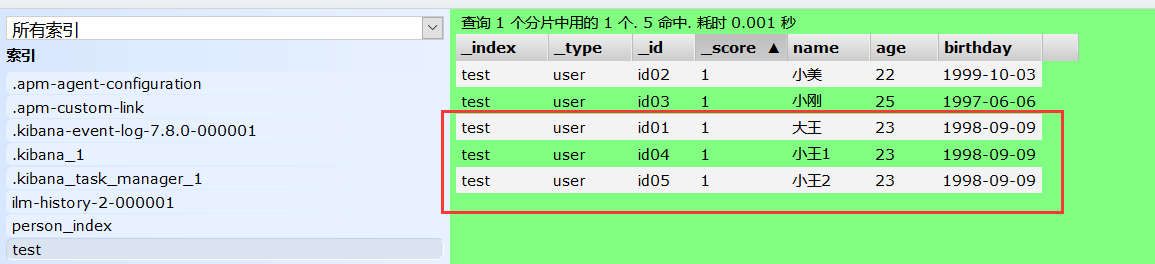 所有索引
索引
.apm-agent-configuration
.apm-custom-link
.kibana-event-log-7.8.0-000001
.kibana_1
.kibana_task_manager_1
ilm-history-2-000001
person_index
test
查询 1 个分片中用的 1 个. 5 命中. 耗时 0.001 秒
_index _type _id _score ▲ name age birthday
test user id02 1 小美 22 1999-10-03
test user id03 1 小刚 25 1997-06-06
test user id01 1 大王 23 1998-09-09
test user id04 1 小王1 23 1998-09-09
test user id05 1 小王2 23 1998-09-09